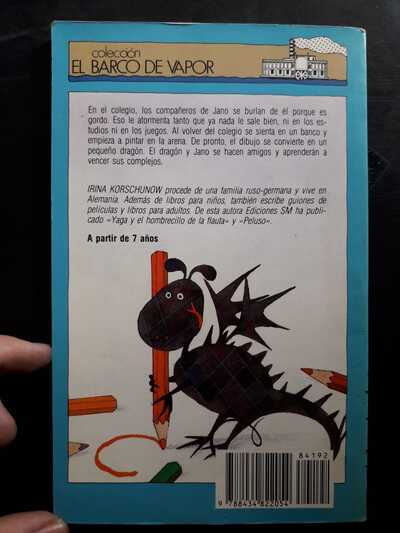 colección
EL BARCO DE VAPOR
En el colegio, los compañeros de Jano se burlan de él porque es
gordo. Eso le atormenta tanto que ya nada le sale bien, ni en los es-
tudios ni en los juegos. Al volver del colegio se sienta en un banco y
empieza a pintar en la arena. De pronto, el dibujo se convierte en un
pequeño dragón. El dragón y Jano se hacen amigos y aprenderán a
vencer sus complejos.
IRINA KORSCHUNOW procede de una familia ruso-germana y vive en
Alemania. Además de libros para niños, también escribe guiones de
películas y libros para adultos. De esta autora Ediciones SM ha pu-
blicado «Yaga y el hombrecillo de la flauta» y «Peluso».
A partir de 7 años
84192
9 788434 822054